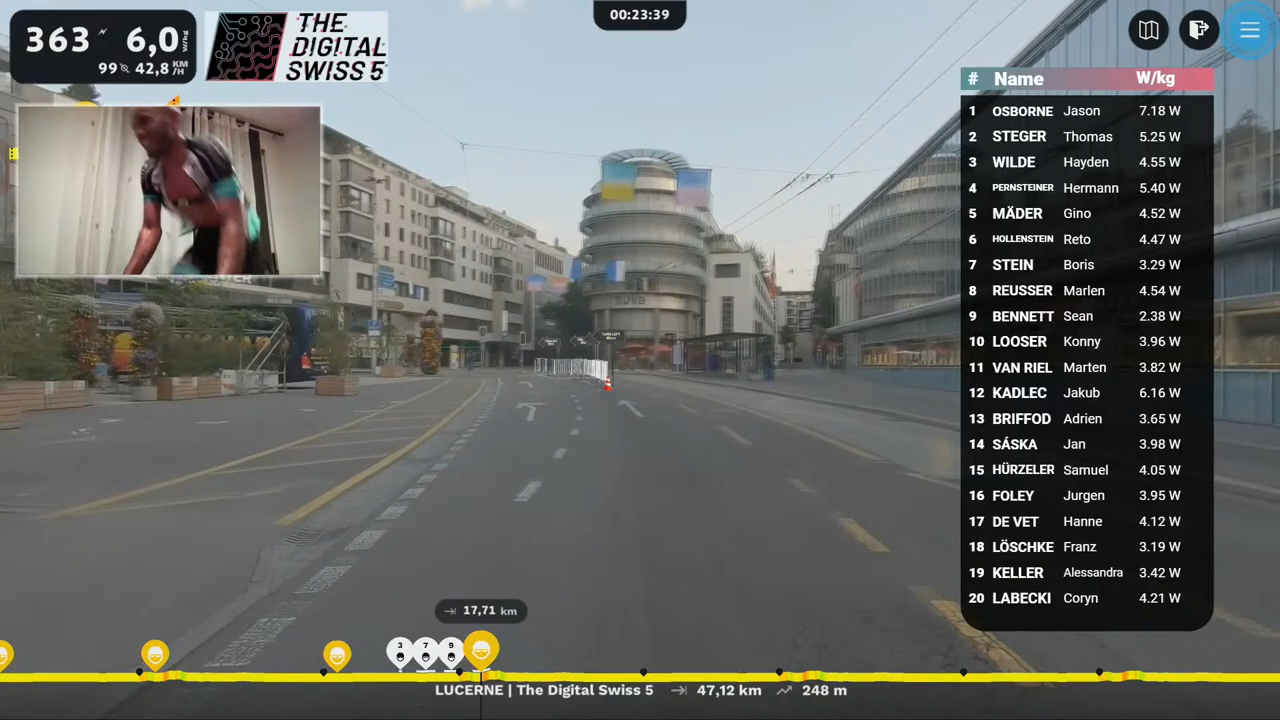 363 6,0 W/kg
99 42,8 KM/H
THE
DIGITAL
SWISS 5
00:23:39
# Name W/kg
1 OSBORNE Jason 7.18 W
2 STEGER Thomas 5.25 W
3 WILDE Hayden 4.55 W
4 PERNSTEINER Hermann 5.40 W
5 MÄDER Gino 4.52 W
6 HOLLENSTEIN Reto 4.47 W
7 STEIN Boris 3.29 W
8 REUSSER Marlen 4.54 W
9 BENNETT Sean 2.38 W
10 LOOSER Konny 3.96 W
11 VAN RIEL Marten 3.82 W
12 KADLEC Jakub 6.16 W
13 BRIFFOD Adrien 3.65 W
14 SÁSKA Jan 3.98 W
15 HÜRZELER Samuel 4.05 W
16 FOLEY Jurgen 3.95 W
17 DE VET Hanne 4.12 W
18 LÖSCHKE Franz 3.19 W
19 KELLER Alessandra 3.42 W
20 LABECKI Coryn 4.21 W
suva
17,71 km
3 7 9
LUCERNE | The Digital Swiss 5 47,12 km 248 m